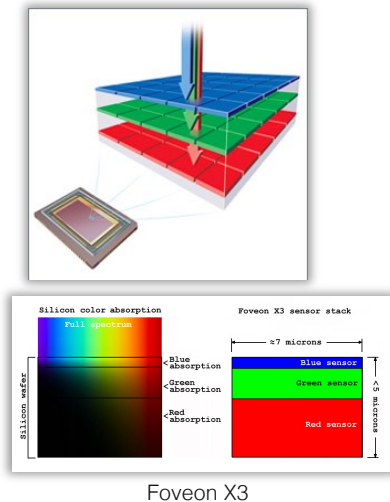 Silicon color absorption
Foveon X3 sensor stack
Full spectrum
≈7 microns
Blue absorption
Blue sensor
Green absorption
Green sensor
Red absorption
Red sensor
Silicon wafer
<5 microns
Foveon X3